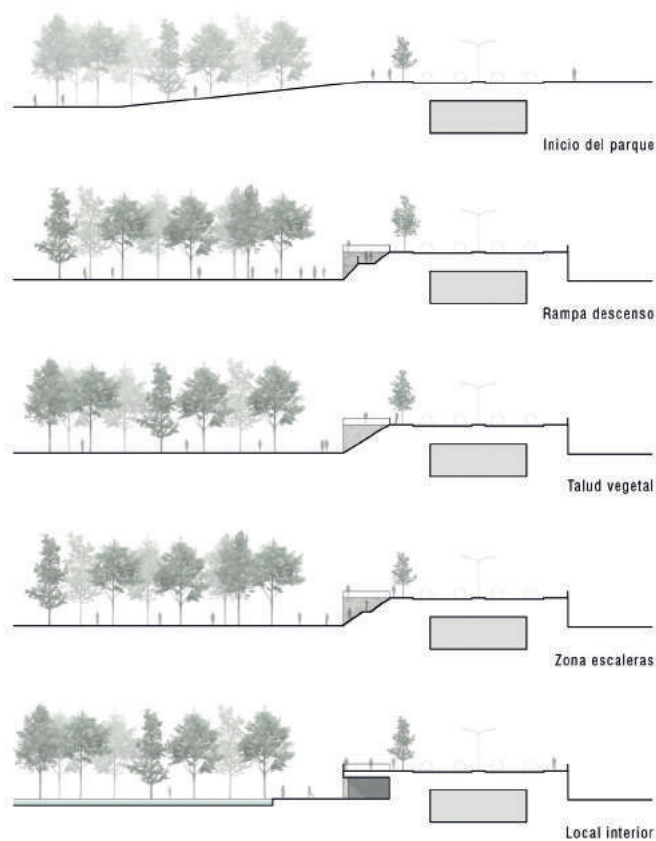 Inicio del parque
Rampa descenso
Talud vegetal
Zona escaleras
Local interior